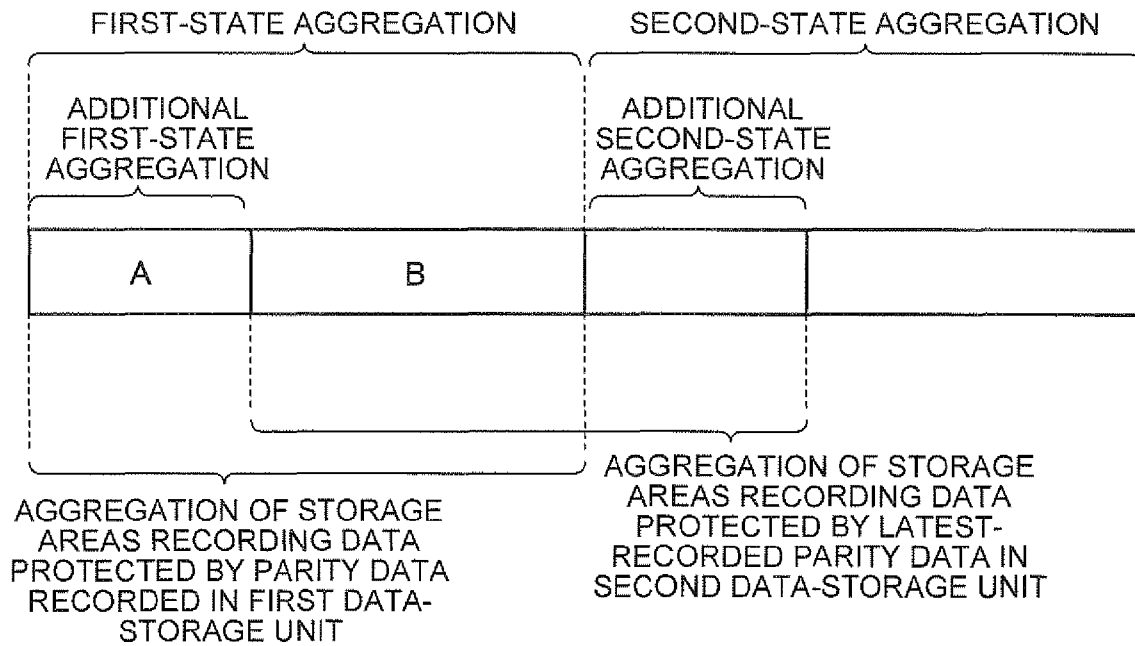 FIRST-STATE AGGREGATION
SECOND-STATE AGGREGATION
ADDITIONAL
FIRST-STATE
AGGREGATION
ADDITIONAL
SECOND-STATE
AGGREGATION
A
B
AGGREGATION OF STORAGE
AREAS RECORDING DATA
PROTECTED BY PARITY DATA
RECORDED IN FIRST DATA-
STORAGE UNIT
AGGREGATION OF STORAGE
AREAS RECORDING DATA
PROTECTED BY LATEST-
RECORDED PARITY DATA IN
SECOND DATA-STORAGE UNIT